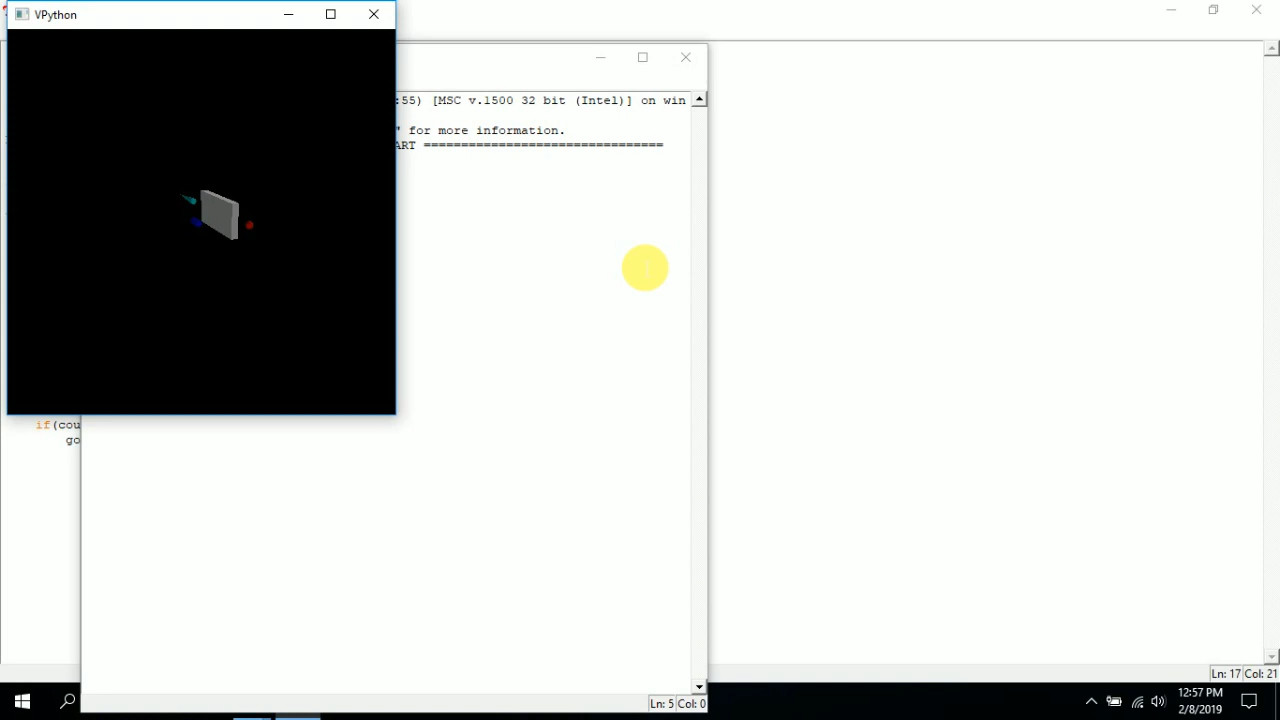 VPython
:55) [MSC v.1500 32 bit (Intel)] on win
" for more information.
ART ================================
if(cou
go
Ln: 17 Col: 21
Ln: 5 Col: 0
12:57 PM
2/8/2019